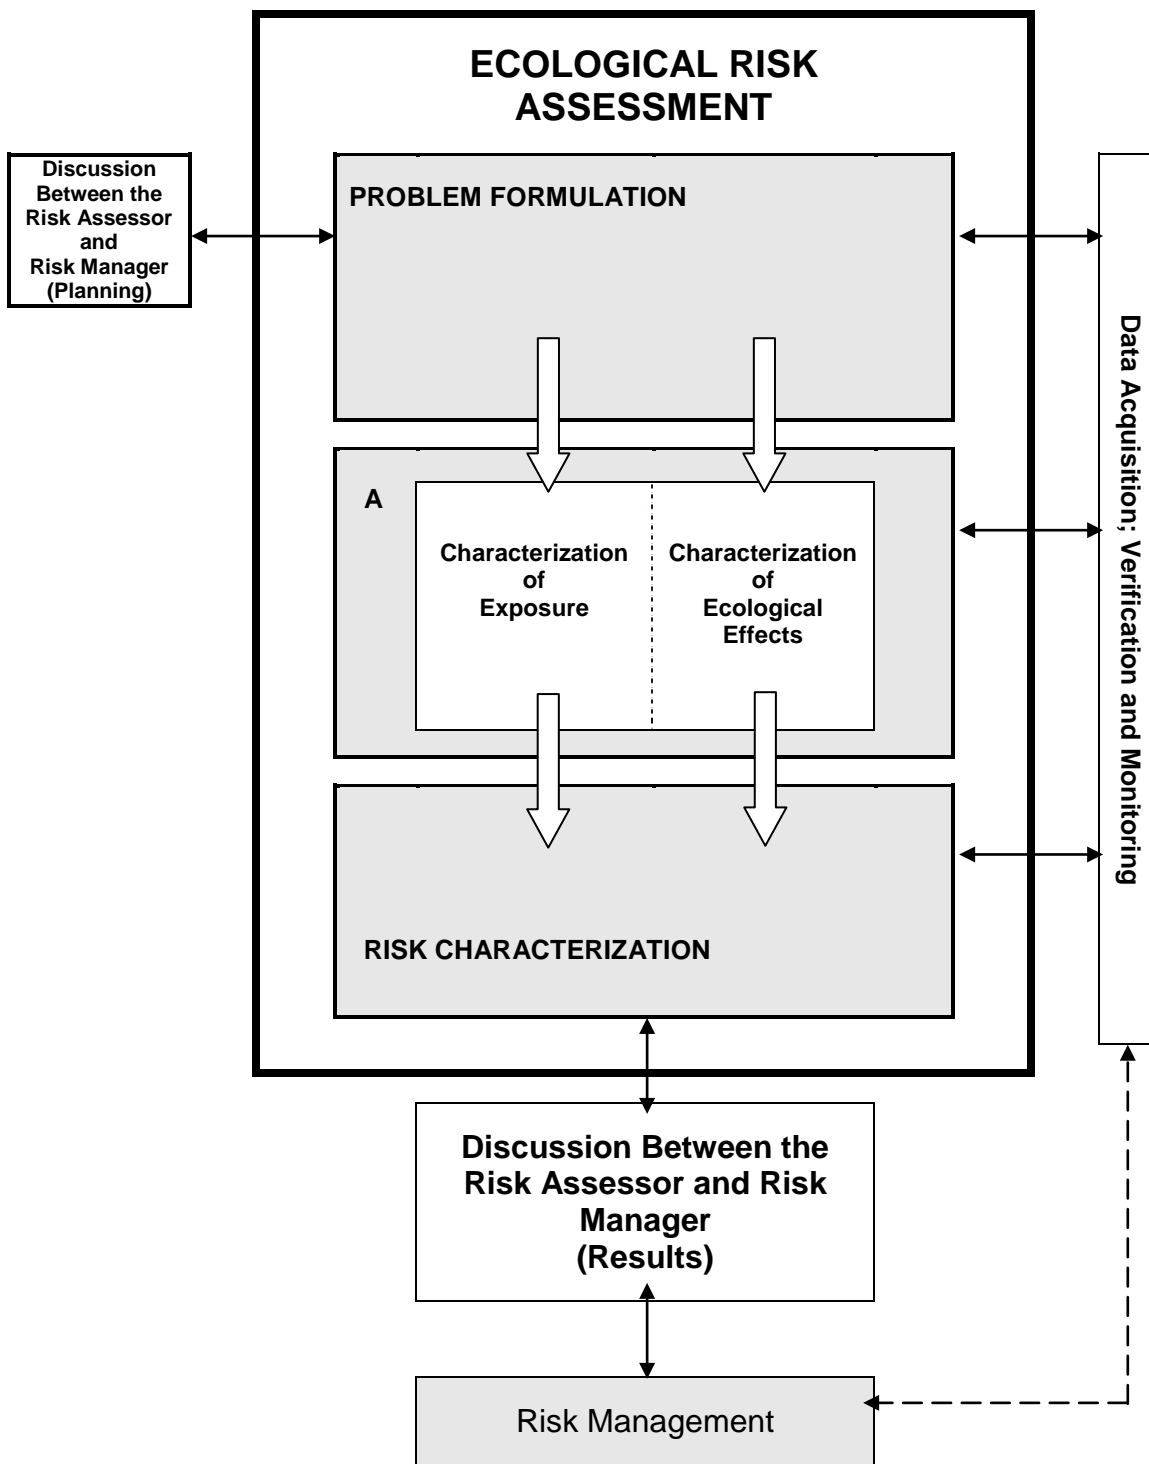 ECOLOGICAL RISK
ASSESSMENT
Discussion
Between the
Risk Assessor
and
Risk Manager
(Planning)
PROBLEM FORMULATION
A
Characterization
of
Exposure
Characterization
of
Ecological
Effects
RISK CHARACTERIZATION
Data Acquisition; Verification and Monitoring
Discussion Between the
Risk Assessor and Risk
Manager
(Results)
Risk Management